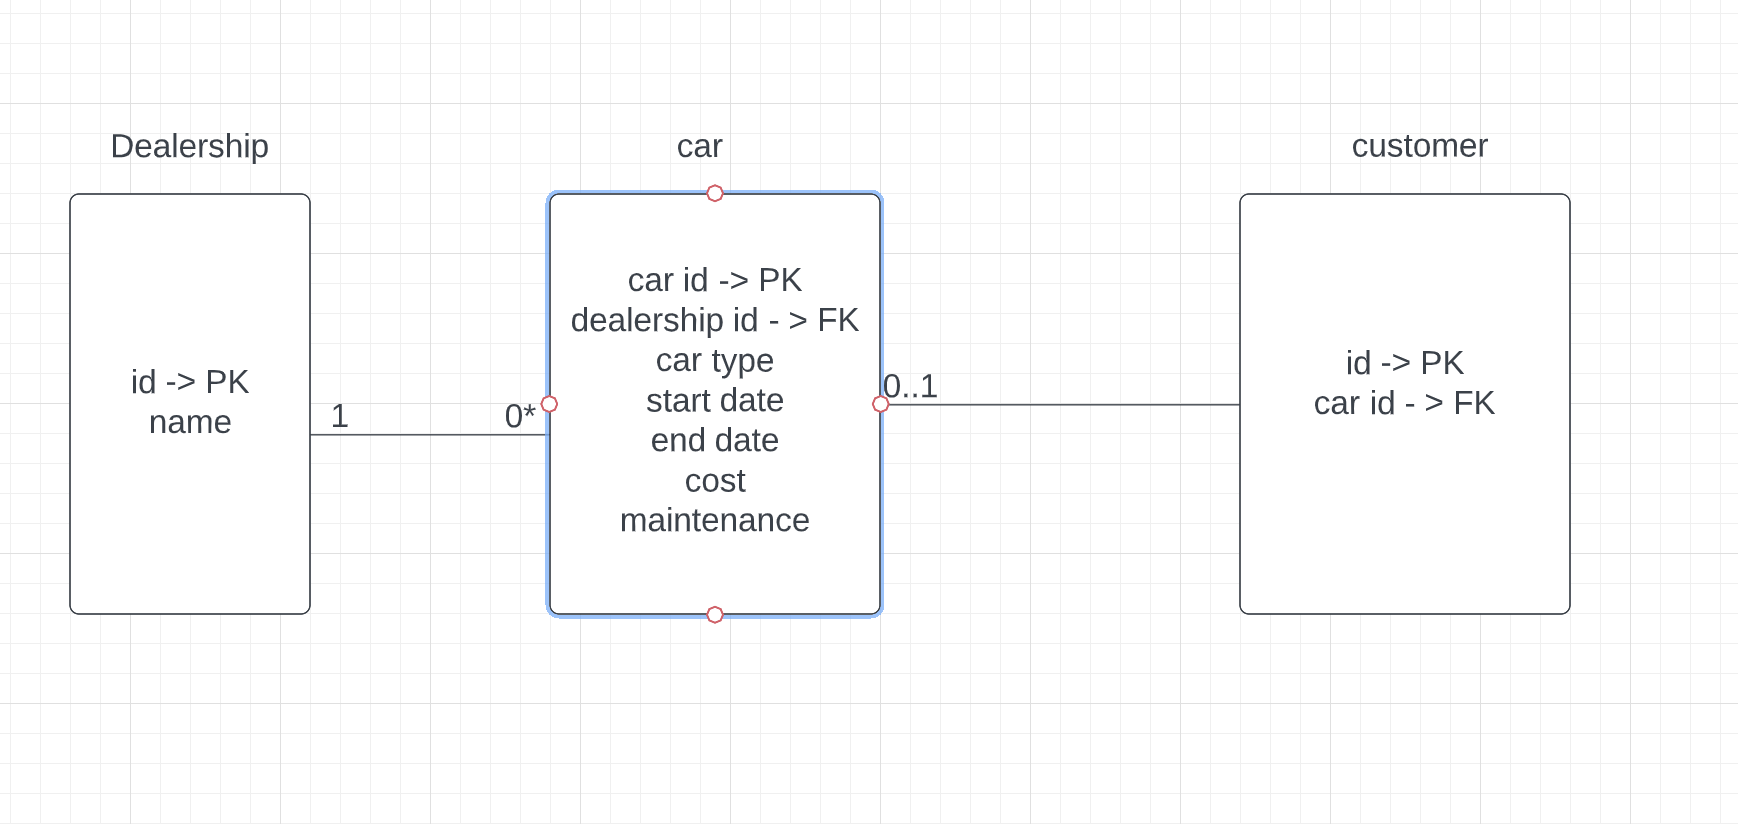 Dealership
car
customer
id -> PK
name
1
0*
car id -> PK
dealership id - > FK
car type
start date
end date
cost
maintenance
0..1
id -> PK
car id - > FK